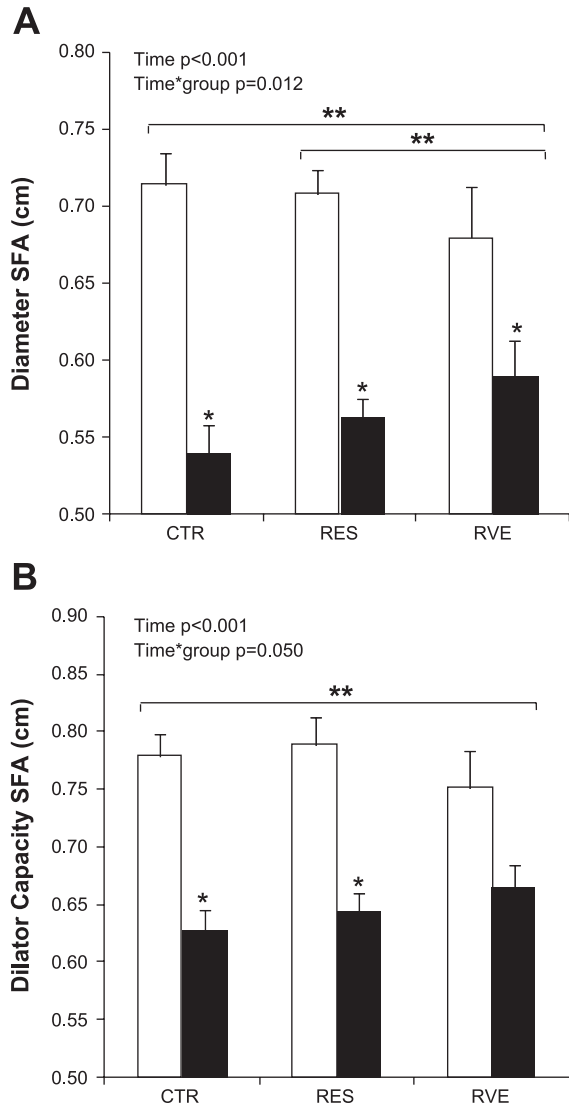 A
0.80
Time p<0.001
Time*group p=0.012
0.75
**
**
0.70
0.65
0.60
0.55
0.50
*
*
*
Diameter SFA (cm)
CTR RES RVE
B
0.90
Time p<0.001
Time*group p=0.050
0.85
**
0.80
0.75
0.70
0.65
0.60
0.55
0.50
*
*
Dilator Capacity SFA (cm)
CTR RES RVE